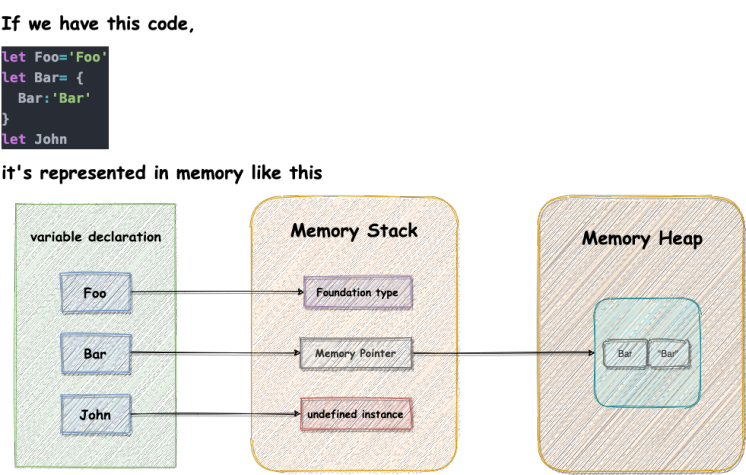 If we have this code,
let Foo='Foo'
let Bar= {
Bar:'Bar'
}
let John
it's represented in memory like this
variable declaration
Memory Stack
Memory Heap
Foo
Foundation type
Bar
Memory Pointer
Bar
"Bar"
John
undefined instance